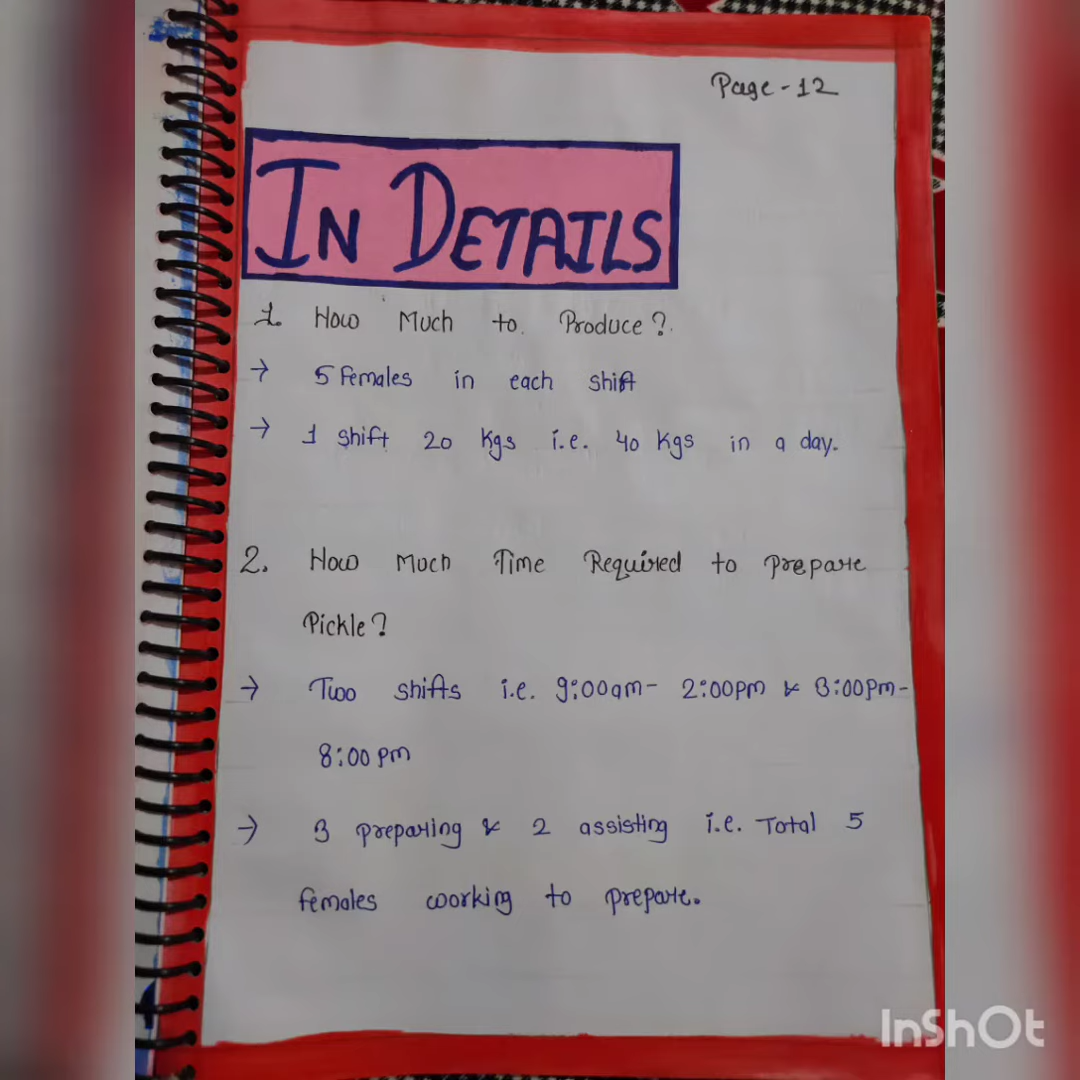 Page-12
IN DETAILS
1. How Much to Produce?
→ 5 Females in each shift
→ 1 shift 20 Kgs i.e. 40 Kgs in a day.
2. How Much Time Required to Prepare
Pickle?
→ Two shifts i.e. 9:00am- 2:00pm & 3:00pm-
8:00 pm
→ 3 preparing & 2 assisting i.e. Total 5
females working to prepare.
InShOt